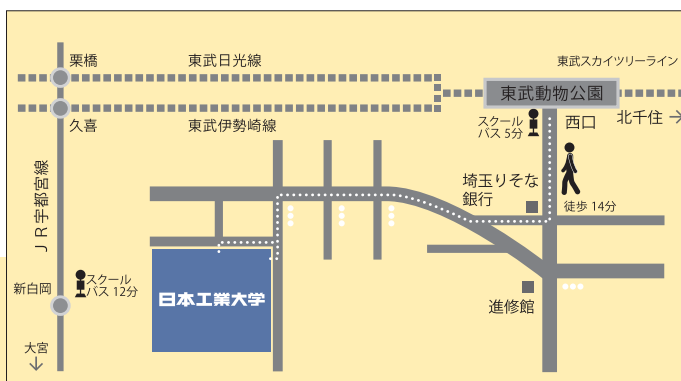 栗橋
東武日光線
東武スカイツリーライン
東武動物公園
北千住
久喜
東武伊勢崎線
スクール
バス 5分
西口
JR宇都宮線
埼玉りそな
銀行
徒歩 14分
スクール
バス 12分
新白岡
日本工業大学
進修館
大宮